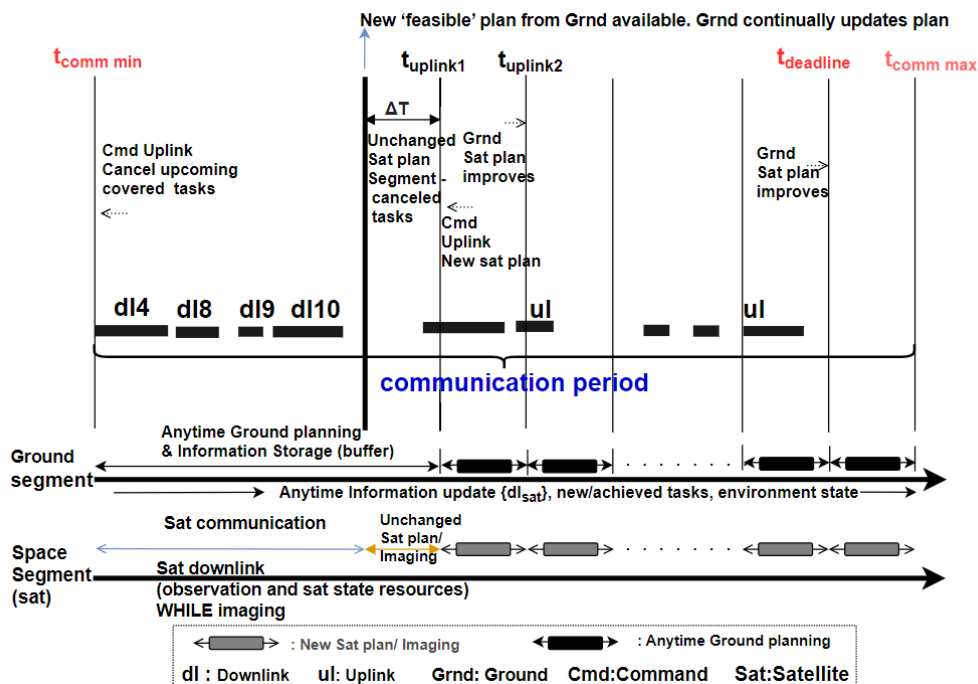 New ‘feasible’ plan from Grnd available. Grnd continually updates plan
t comm min
t uplink1
t uplink2
t deadline
t comm max
ΔT
Cmd Uplink
Cancel upcoming
covered tasks
Unchanged
Sat plan
Segment -
canceled
tasks
Grnd
Sat plan
improves
Cmd
Uplink
New sat plan
Grnd
Sat plan
improves
dl4
dl8
dl9
dl10
ul
ul
communication period
Anytime Ground planning
& Information Storage (buffer)
Ground
segment
. . . . . . .
Anytime Information update {dlsat}, new/achieved tasks, environment state
Sat communication
Unchanged
Sat plan/
Imaging
Space
Segment
(sat)
. . . . . . .
Sat downlink
(observation and sat state resources)
WHILE imaging
: New Sat plan/ Imaging
: Anytime Ground planning
dl : Downlink ul: Uplink Grnd: Ground Cmd:Command Sat:Satellite